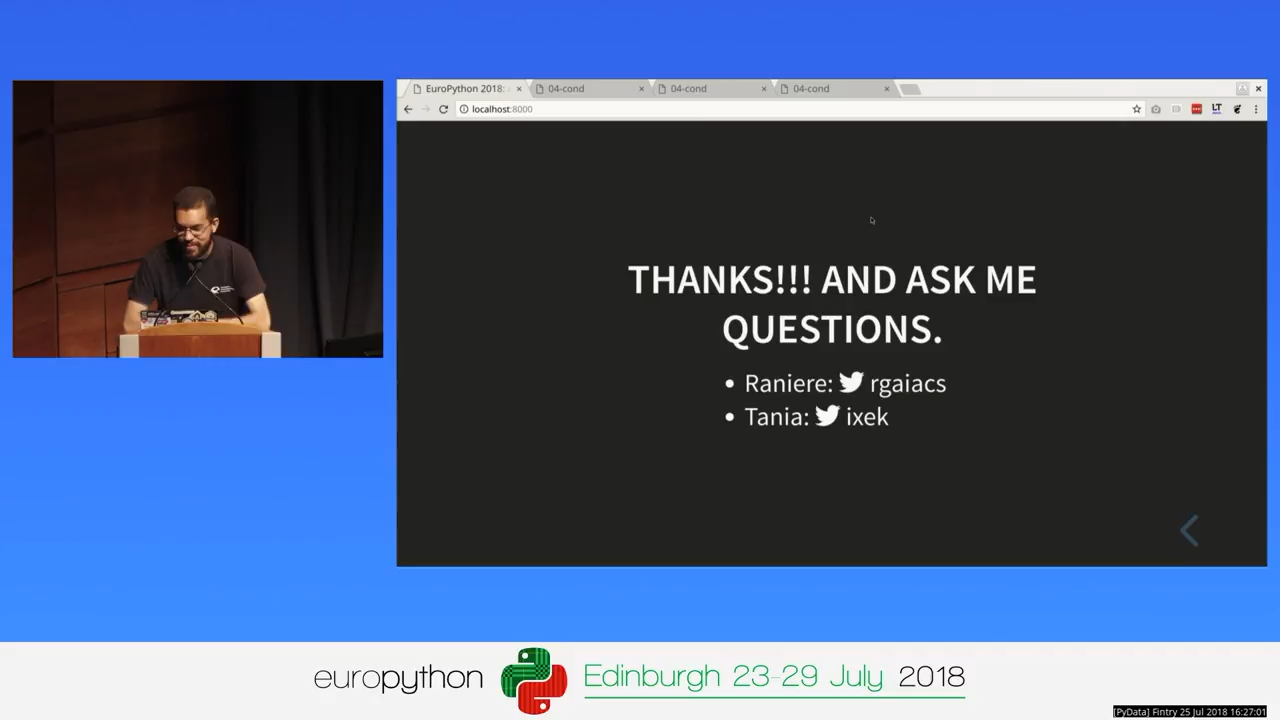 EuroPython 2018:
04-cond
04-cond
04-cond
localhost:8000
LT
THANKS!!! AND ASK ME
QUESTIONS.
Raniere: rgaiacs
Tania: ixek
europython
Edinburgh 23-29 July 2018
[PyData] Fintry 25 Jul 2018 16:27:01